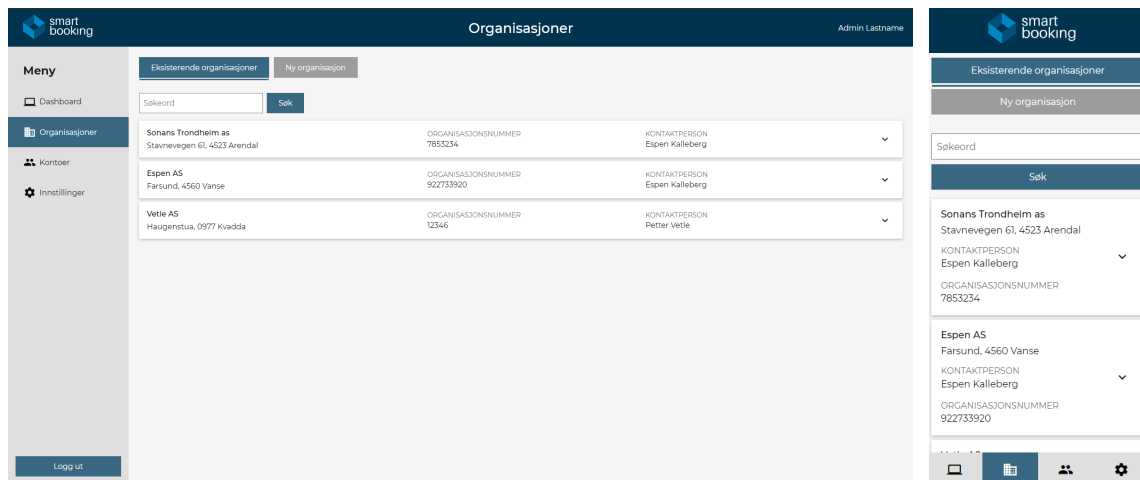 smart
booking
Organisasjoner
Admin Lastname
Meny
Dashboard
Organisasjoner
Kontoer
Innstillinger
Logg ut
Eksisterende organisasjoner
Ny organisasjon
Søkeord
Søk
Sonans Trondheim as
Stavnevegen 61, 4523 Arendal
ORGANISASJONSNUMMER
7853234
KONTAKTPERSON
Espen Kalleberg
Espen AS
Farsund, 4560 Vanse
ORGANISASJONSNUMMER
922733920
KONTAKTPERSON
Espen Kalleberg
Vetle AS
Haugenstua, 0977 Kvadda
ORGANISASJONSNUMMER
12346
KONTAKTPERSON
Petter Vetle
smart
booking
Eksisterende organisasjoner
Ny organisasjon
Søkeord
Søk
Sonans Trondheim as
Stavnevegen 61, 4523 Arendal
KONTAKTPERSON
Espen Kalleberg
ORGANISASJONSNUMMER
7853234
Espen AS
Farsund, 4560 Vanse
KONTAKTPERSON
Espen Kalleberg
ORGANISASJONSNUMMER
922733920